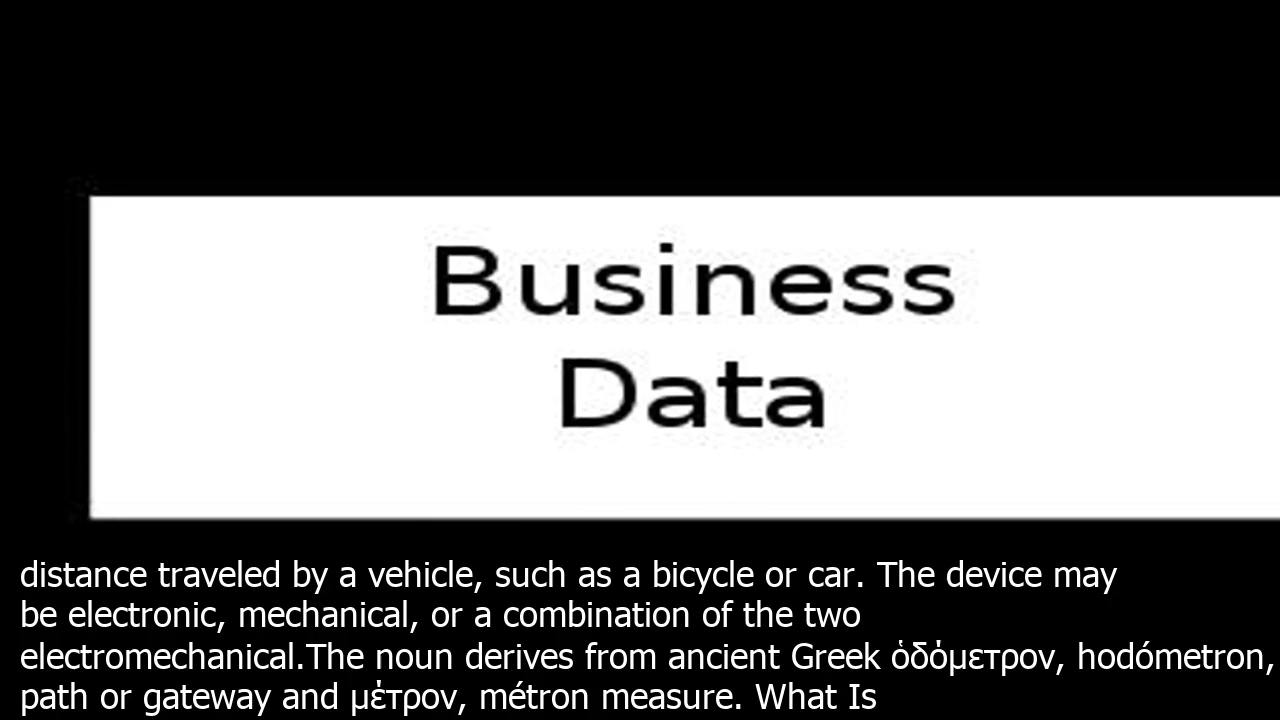 Business
Data
distance traveled by a vehicle, such as a bicycle or car. The device may
be electronic, mechanical, or a combination of the two
electromechanical.The noun derives from ancient Greek ὁδόμετρον, hodómetron,
path or gateway and μέτρον, métron measure. What Is